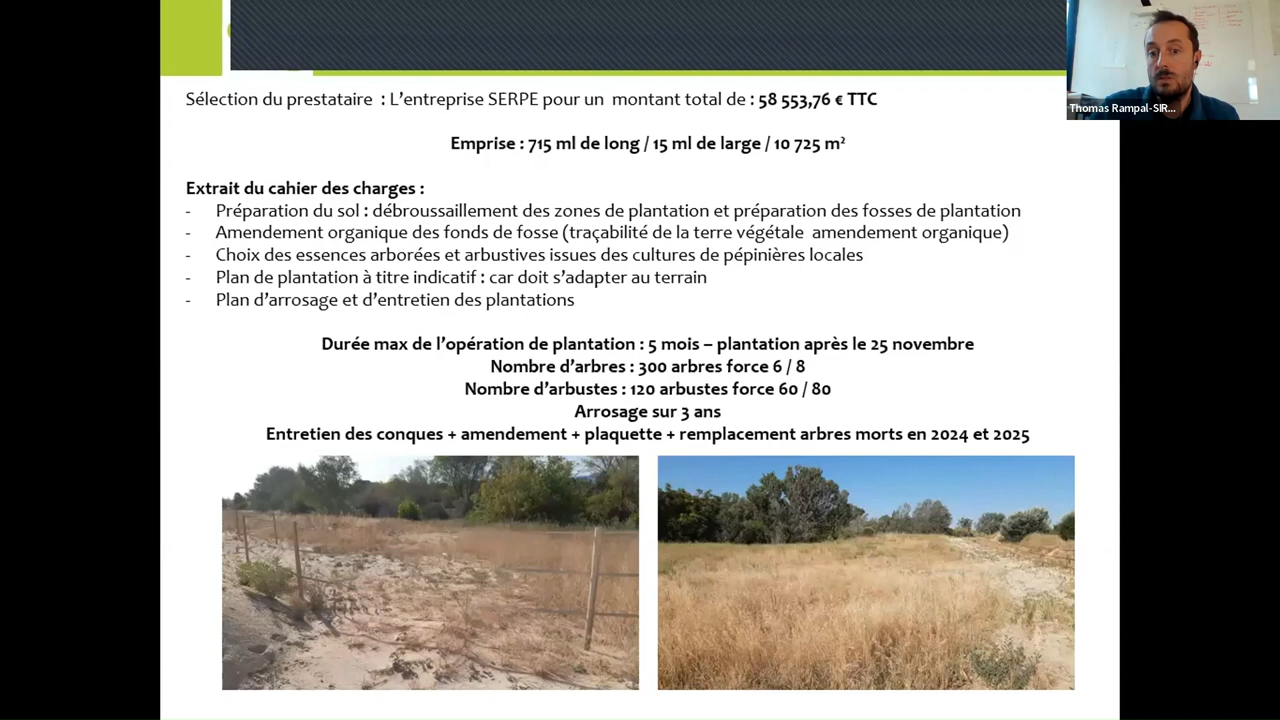 Thomas Rampal-SIR...
Sélection du prestataire : L'entreprise SERPE pour un montant total de : 58 553,76 € TTC
Emprise : 715 ml de long / 15 ml de large / 10 725 m²
Extrait du cahier des charges :
- Préparation du sol : débroussaillement des zones de plantation et préparation des fosses de plantation
- Amendement organique des fonds de fosse (traçabilité de la terre végétale amendement organique)
- Choix des essences arborées et arbustives issues des cultures de pépinières locales
- Plan de plantation à titre indicatif : car doit s'adapter au terrain
- Plan d'arrosage et d'entretien des plantations
Durée max de l'opération de plantation : 5 mois – plantation après le 25 novembre
Nombre d'arbres : 300 arbres force 6 / 8
Nombre d'arbustes : 120 arbustes force 60 / 80
Arrosage sur 3 ans
Entretien des conques + amendement + plaquette + remplacement arbres morts en 2024 et 2025